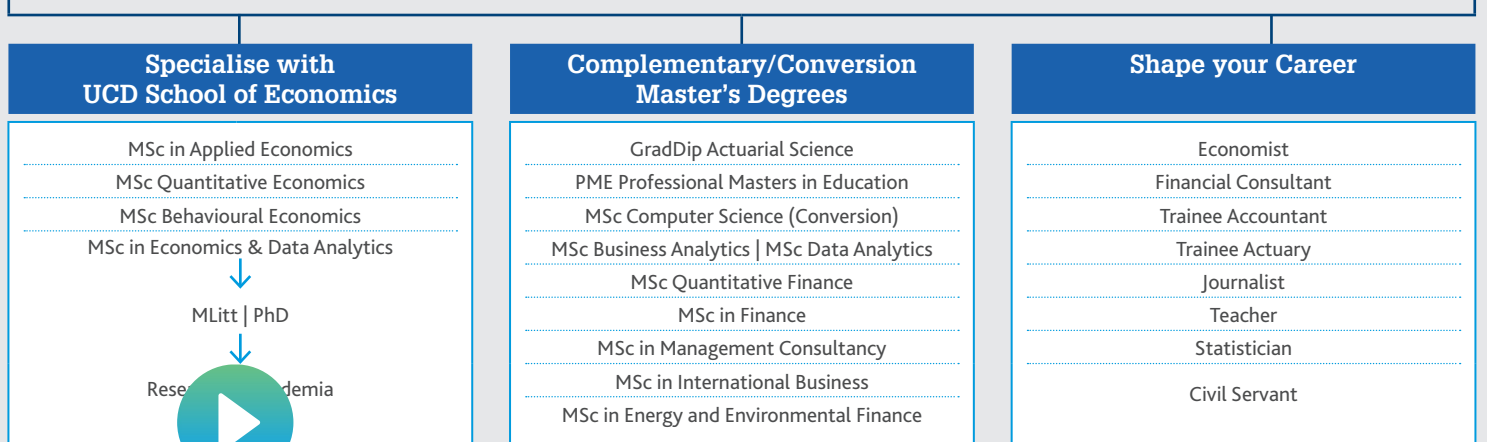 Specialise with
UCD School of Economics
MSc in Applied Economics
MSc Quantitative Economics
MSc Behavioural Economics
MSc in Economics & Data Analytics
MLitt | PhD
Complementary/Conversion
Master's Degrees
GradDip Actuarial Science
PME Professional Masters in Education
MSc Computer Science (Conversion)
MSc Business Analytics | MSc Data Analytics
MSc Quantitative Finance
MSc in Finance
MSc in Management Consultancy
MSc in International Business
MSc in Energy and Environmental Finance
Shape your Career
Economist
Financial Consultant
Trainee Accountant
Trainee Actuary
Journalist
Teacher
Statistician
Civil Servant